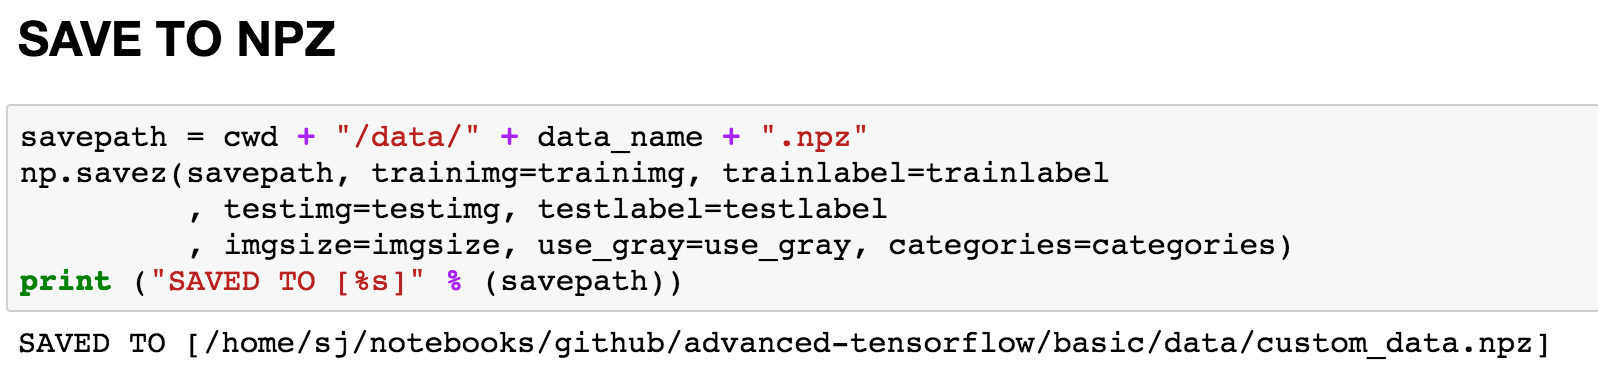 SAVE TO NPZ
savepath = cwd + "/data/" + data_name + ".npz"
np.savez(savepath, trainimg=trainimg, trainlabel=trainlabel
         , testimg=testimg, testlabel=testlabel
         , imgsize=imgsize, use_gray=use_gray, categories=categories)
print ("SAVED TO [%s]" % (savepath))
SAVED TO [/home/sj/notebooks/github/advanced-tensorflow/basic/data/custom_data.npz]